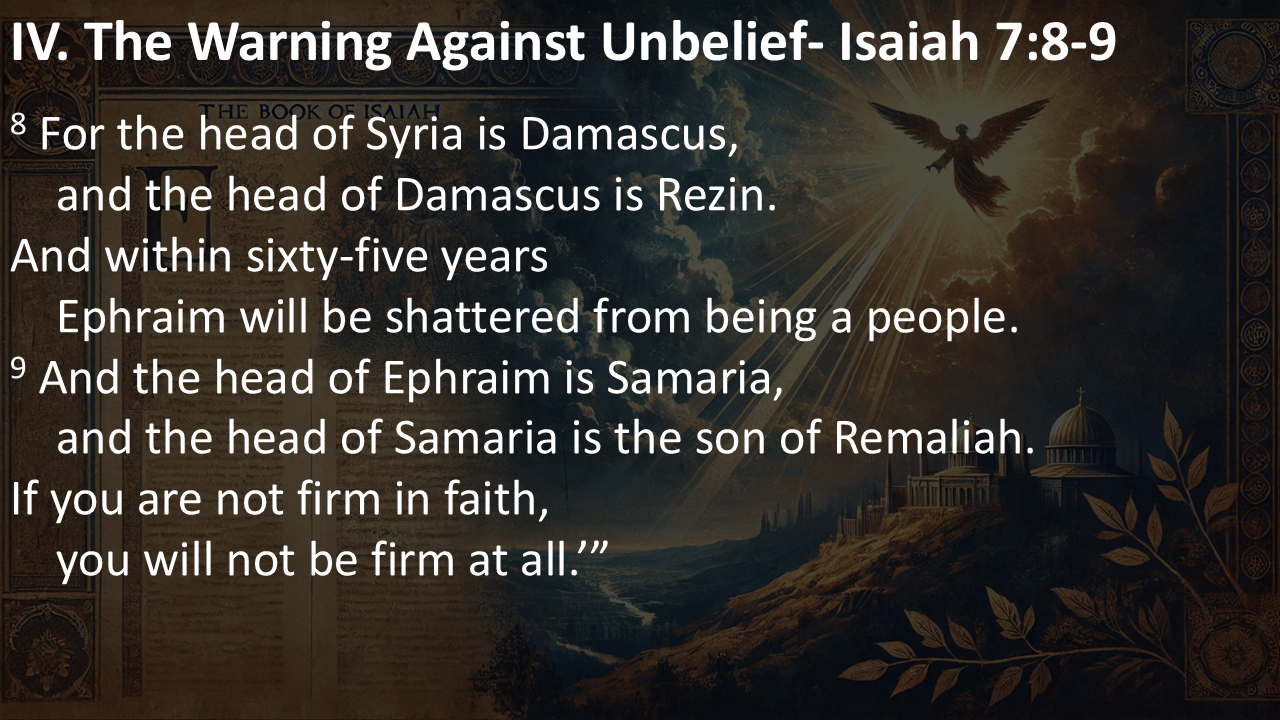 IV. The Warning Against Unbelief- Isaiah 7:8-9
THE BOOK OF ISAIAH
8 For the head of Syria is Damascus,
and the head of Damascus is Rezin.
And within sixty-five years
Ephraim will be shattered from being a people.
9 And the head of Ephraim is Samaria,
and the head of Samaria is the son of Remaliah.
If you are not firm in faith,
you will not be firm at all.’”